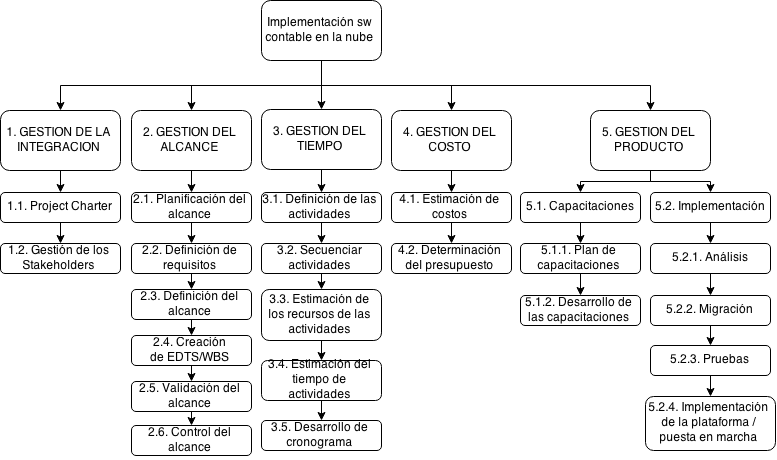 Implementación sw
contable en la nube
1. GESTION DE LA
INTEGRACION
2. GESTION DEL
ALCANCE
3. GESTION DEL
TIEMPO
4. GESTION DEL
COSTO
5. GESTION DEL
PRODUCTO
1.1. Project Charter
1.2. Gestión de los
Stakeholders
2.1. Planificación del
alcance
2.2. Definición de
requisitos
2.3. Definición del
alcance
2.4. Creación
de EDTS/WBS
2.5. Validación del
alcance
2.6. Control del
alcance
3.1. Definición de las
actividades
3.2. Secuenciar
actividades
3.3. Estimación de
los recursos de las
actividades
3.4. Estimación del
tiempo de
actividades
3.5. Desarrollo de
cronograma
4.1. Estimación de
costos
4.2. Determinación
del presupuesto
5.1. Capacitaciones
5.1.1. Plan de
capacitaciones
5.1.2. Desarrollo de
las capacitaciones
5.2. Implementación
5.2.1. Análisis
5.2.2. Migración
5.2.3. Pruebas
5.2.4. Implementación
de la plataforma /
puesta en marcha